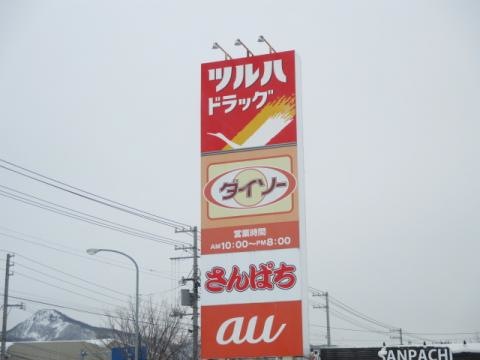 ツルハ
ドラッグ
ダイソー
営業時間
AM10:00～PM8:00
さんぱち
au
SANPACHI